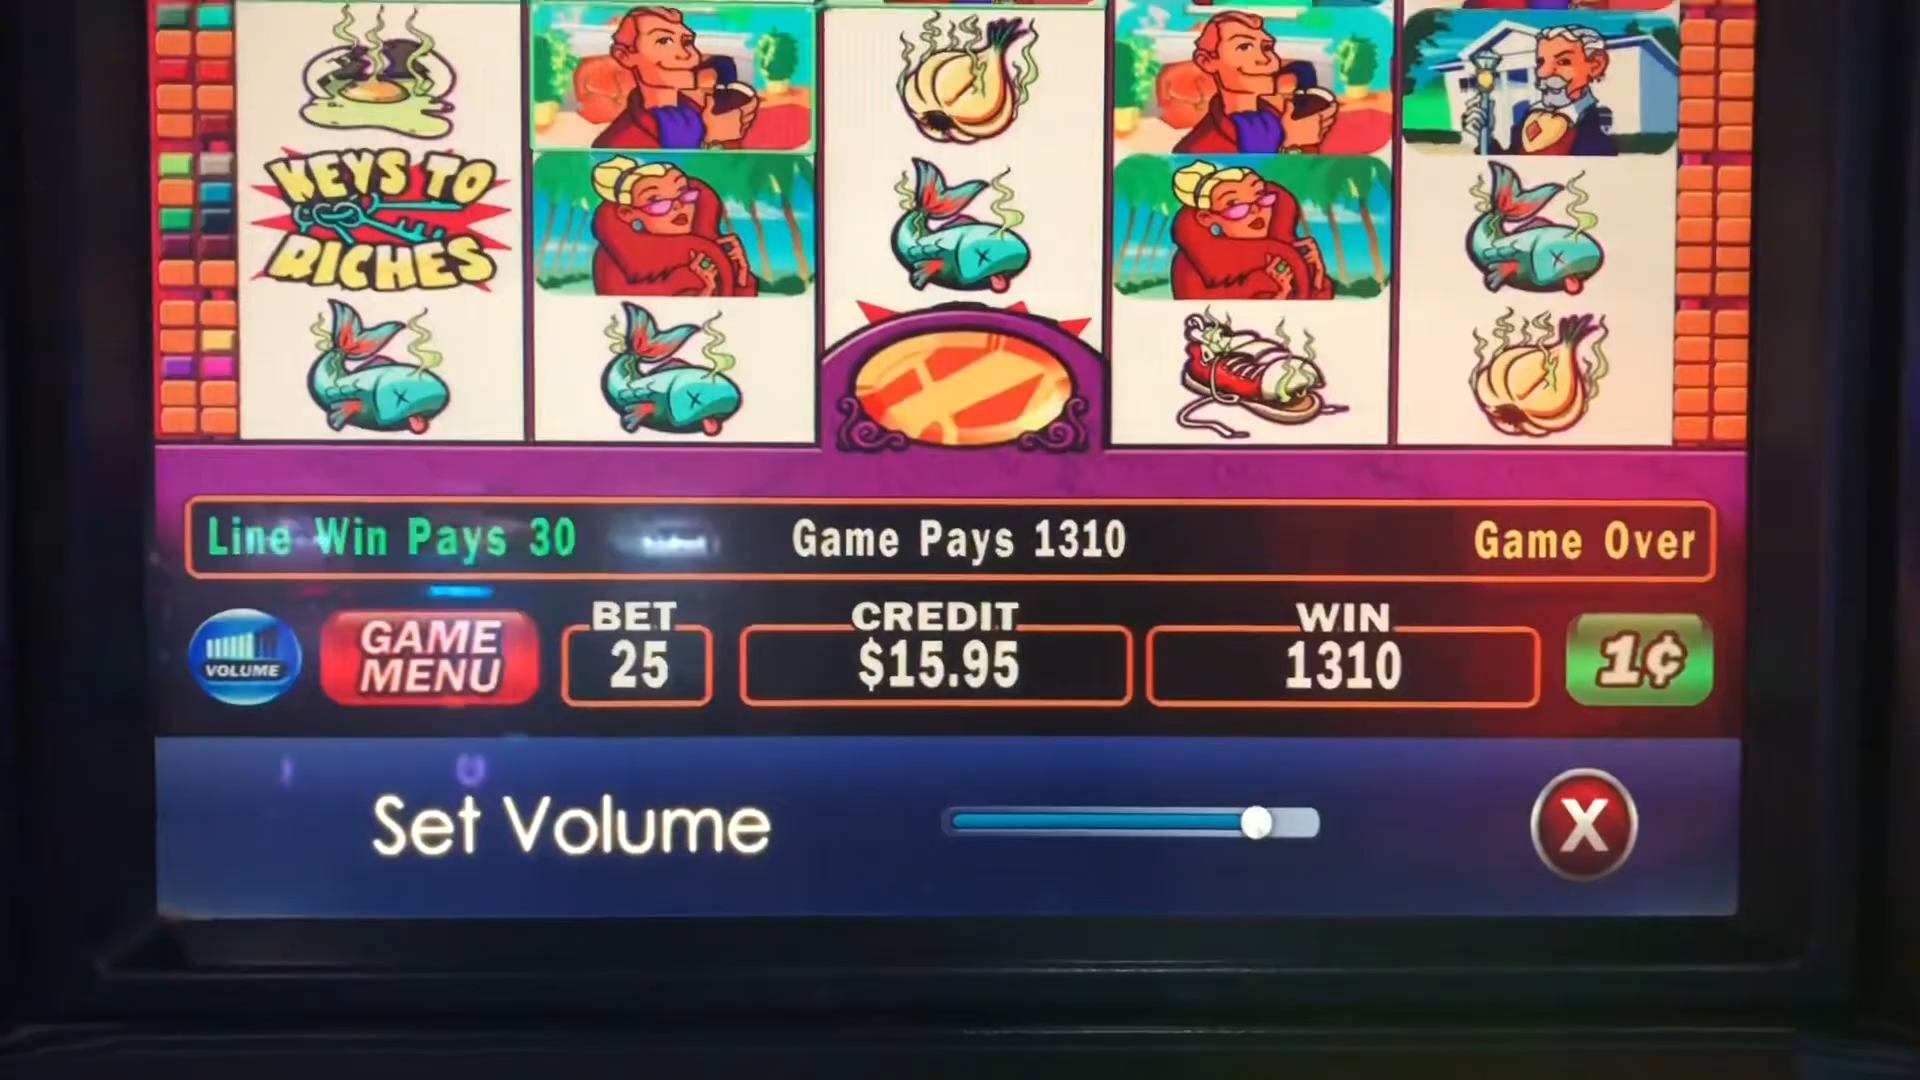 KEYS TO
RICHES
Line Win Pays 30
Game Pays 1310
Game Over
VOLUME
GAME
MENU
BET
25
CREDIT
$15.95
WIN
1310
1¢
Set Volume
X